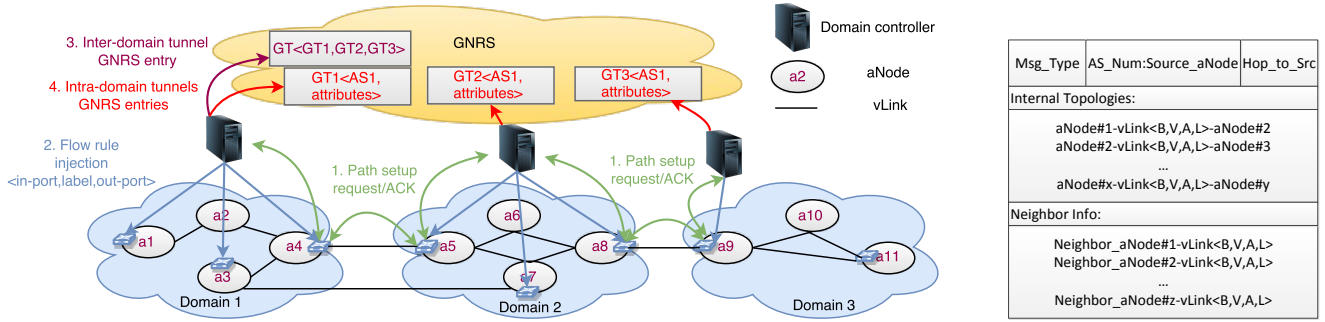 3. Inter-domain tunnel
GNRS entry
4. Intra-domain tunnels
GNRS entries
2. Flow rule
injection
<in-port,label,out-port>
GNRS
GT<GT1,GT2,GT3>
GT1<AS1,
attributes>
GT2<AS1,
attributes>
GT3<AS1,
attributes>
1. Path setup
request/ACK
1. Path setup
request/ACK
a1
a2
a3
a4
Domain 1
a5
a6
a7
a8
Domain 2
a9
a10
a11
Domain 3
Domain controller
a2
aNode
vLink
Msg_Type
AS_Num:Source_aNode
Hop_to_Src
Internal Topologies:
aNode#1-vLink<B,V,A,L>-aNode#2
aNode#2-vLink<B,V,A,L>-aNode#3
...
aNode#x-vLink<B,V,A,L>-aNode#y
Neighbor Info:
Neighbor_aNode#1-vLink<B,V,A,L>
Neighbor_aNode#2-vLink<B,V,A,L>
...
Neighbor_aNode#z-vLink<B,V,A,L>